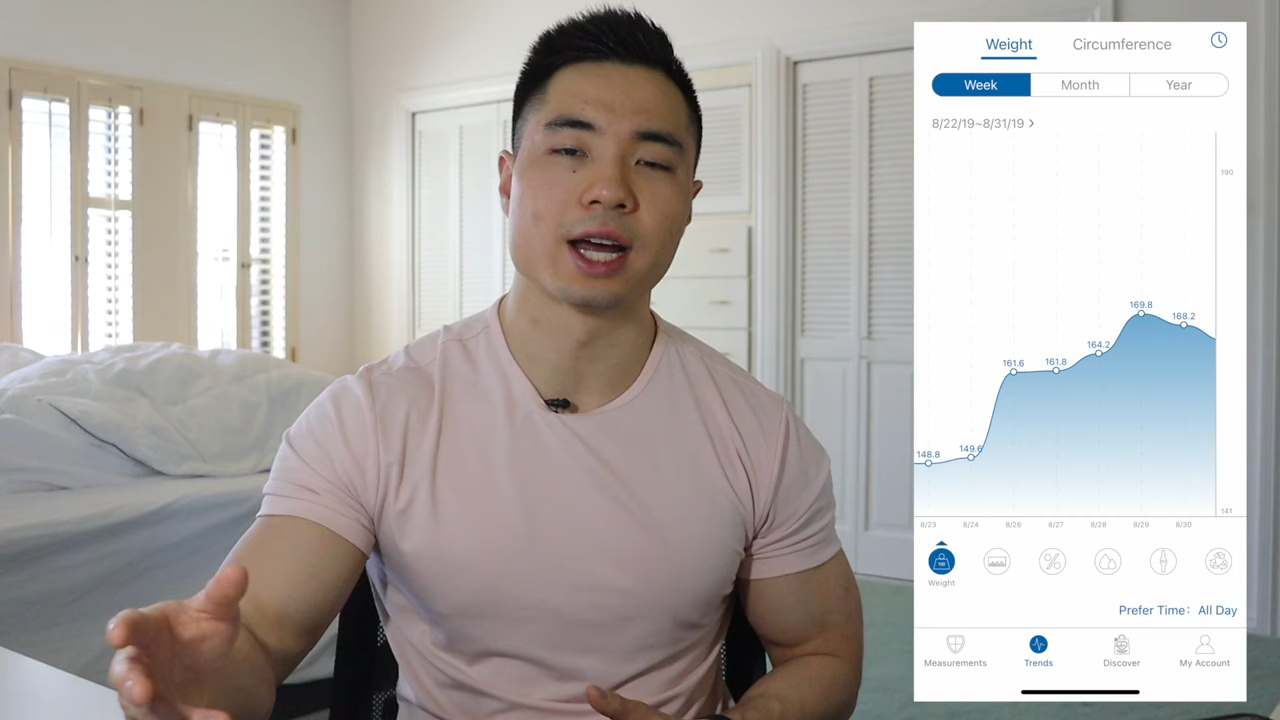 Weight Circumference
Week Month Year
8/22/19~8/31/19 >
190
169.8
168.2
164.2
161.6 161.8
148.8 149.6
141
8/23 8/24 8/26 8/27 8/28 8/29 8/30
Weight
Prefer Time: All Day
Measurements Trends Discover My Account